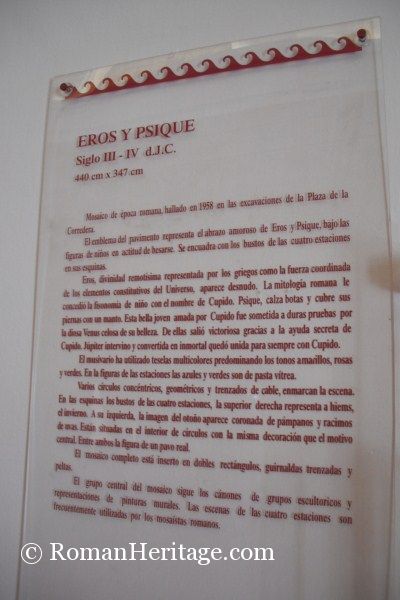 EROS Y PSIQUE
Siglo III - IV d.J.C.
440 cm x 347 cm
Mosaico de época romana, hallado en 1958 en las excavaciones de la Plaza de la
Corredera.
El emblema del pavimento representa el abrazo amoroso de Eros y Psique, bajo las
figuras de niños en actitud de besarse. Se encuadra con los bustos de las cuatro estaciones
en sus esquinas.
Eros, divinidad remotísima representada por los griegos como la fuerza coordinada
de los elementos constitutivos del Universo, aparece desnudo. La mitología romana le
concedió la fisonomía de niño con el nombre de Cupido. Psique, calza botas y cubre sus
piernas con un manto. Esta bella joven amada por Cupido fue sometida a duras pruebas por
la diosa Venus celosa de su belleza. De ellas salió victoriosa gracias a la ayuda secreta de
Cupido. Júpiter intervino y convertida en inmortal quedó unida para siempre con Cupido.
El musivario ha utilizado teselas multicolores predominando los tonos amarillos, rosas
y verdes. En la figuras de las estaciones las azules y verdes son de pasta vítrea.
Varios círculos concéntricos, geométricos y trenzados de cable, enmarcan la escena.
En las esquinas los bustos de las cuatro estaciones, la superior derecha representa a hiems,
el invierno. A su izquierda, la imagen del otoño aparece coronada de pámpanos y racimos
de uvas. Están situadas en el interior de círculos con la misma decoración que el motivo
central. Entre ambos la figura de un pavo real.
El mosaico completo está inserto en dobles rectángulos, guirnaldas trenzadas y
peltas.
El grupo central del mosaico sigue los cánones de grupos escultoricos y
representaciones de pinturas murales. Las escenas de las cuatro estaciones son
frecuentemente utilizadas por los mosaístas romanos.
© RomanHeritage.com